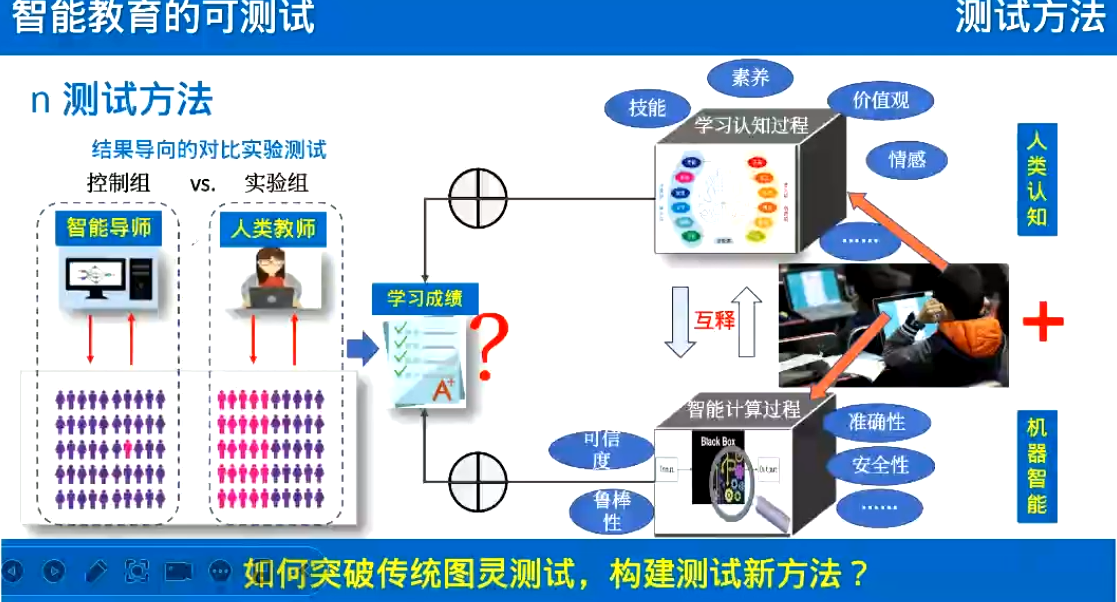 智能教育的可测试
测试方法
n 测试方法
结果导向的对比实验测试
控制组 vs. 实验组
智能导师
人类教师
学习成绩
A+
?
技能
素养
价值观
情感
......
学习认知过程
人类认知
互释
+
智能计算过程
Black Box
可信度
鲁棒性
准确性
安全性
......
机器智能
如何突破传统图灵测试，构建测试新方法？